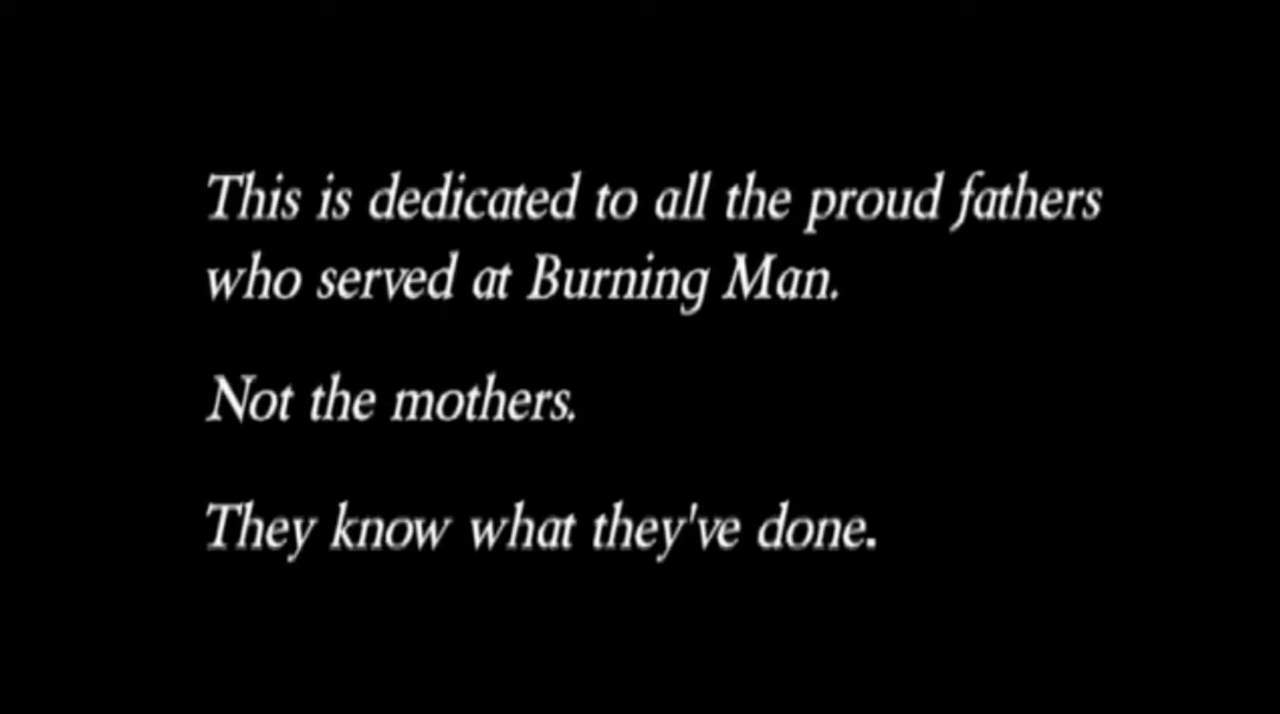 This is dedicated to all the proud fathers
who served at Burning Man.
Not the mothers.
They know what they've done.